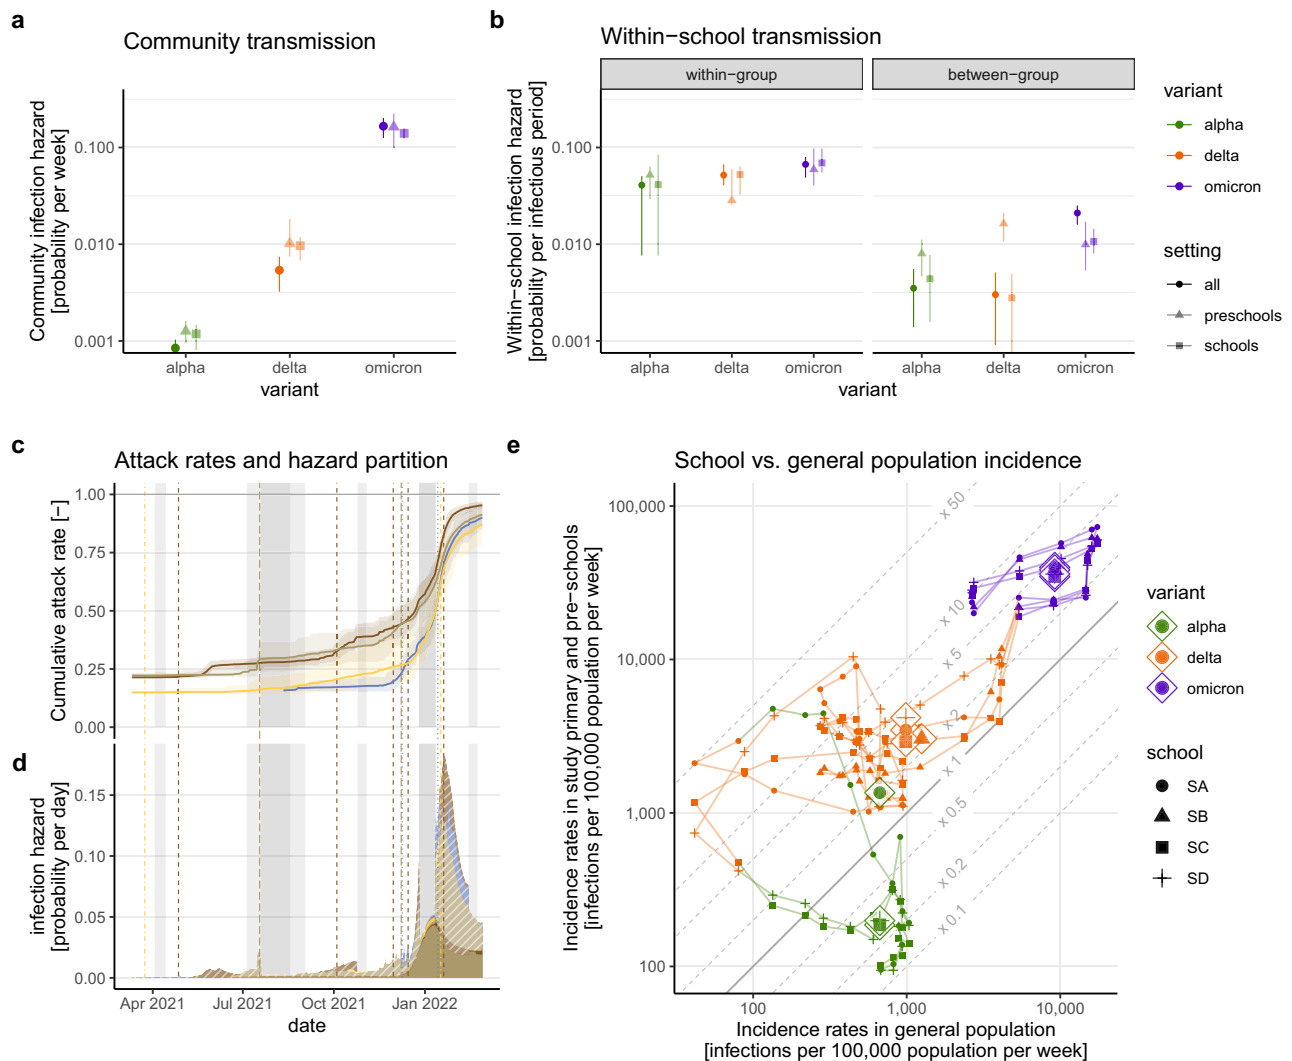 a
Community transmission
Community infection hazard
[probability per week]
0.100
0.010
0.001
alpha
delta
omicron
variant
b
Within−school transmission
within−group
between−group
Within−school infection hazard
[probability per infectious period]
0.100
0.010
0.001
alpha
delta
omicron
alpha
delta
omicron
variant
variant
alpha
delta
omicron
setting
all
preschools
schools
c
Attack rates and hazard partition
Cumulative attack rate [−]
1.00
0.75
0.50
0.25
0.00
d
infection hazard
[probability per day]
0.15
0.10
0.05
0.00
Apr 2021
Jul 2021
Oct 2021
Jan 2022
date
e
School vs. general population incidence
Incidence rates in study primary and pre−schools
[infections per 100,000 population per week]
100,000
10,000
1,000
100
x 50
x 10
x 5
x 2
x 1
x 0.5
x 0.2
x 0.1
100
1,000
10,000
Incidence rates in general population
[infections per 100,000 population per week]
variant
alpha
delta
omicron
school
SA
SB
SC
SD